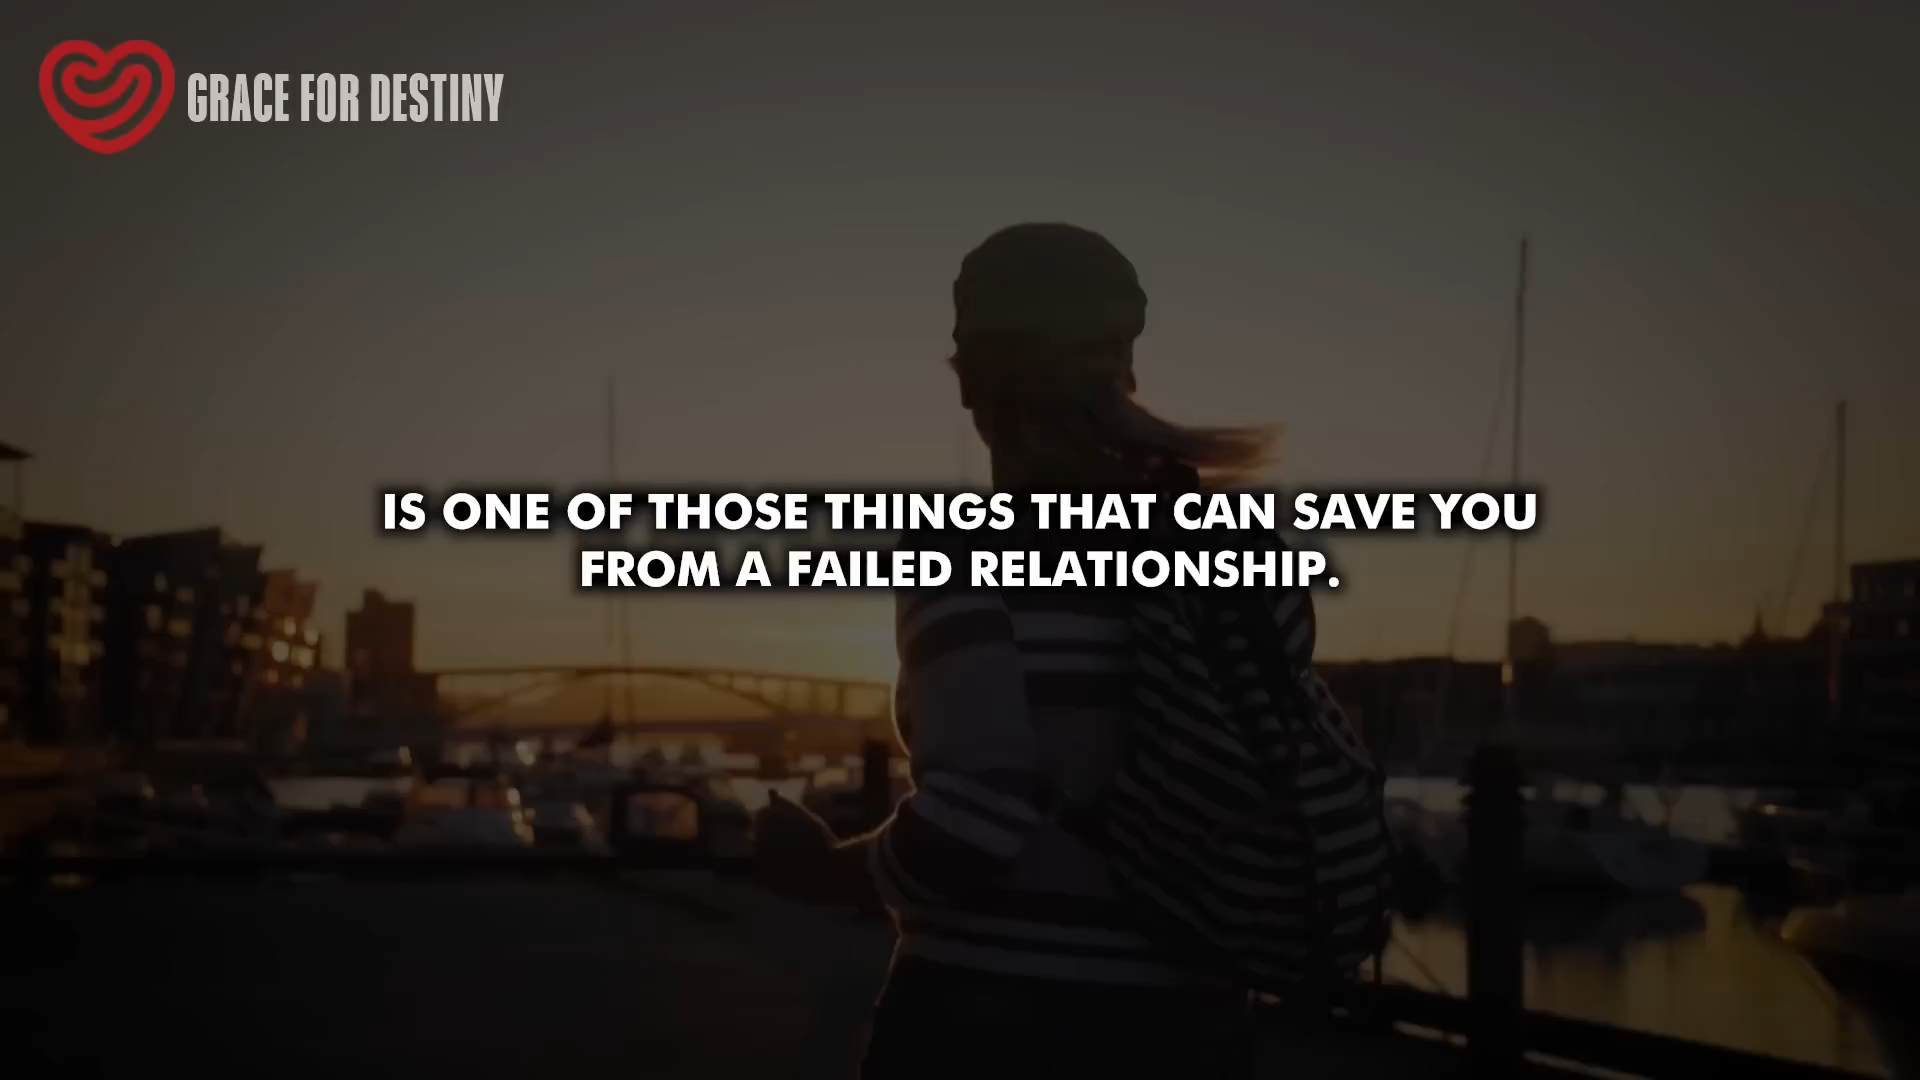 GRACE FOR DESTINY
IS ONE OF THOSE THINGS THAT CAN SAVE YOU
FROM A FAILED RELATIONSHIP.